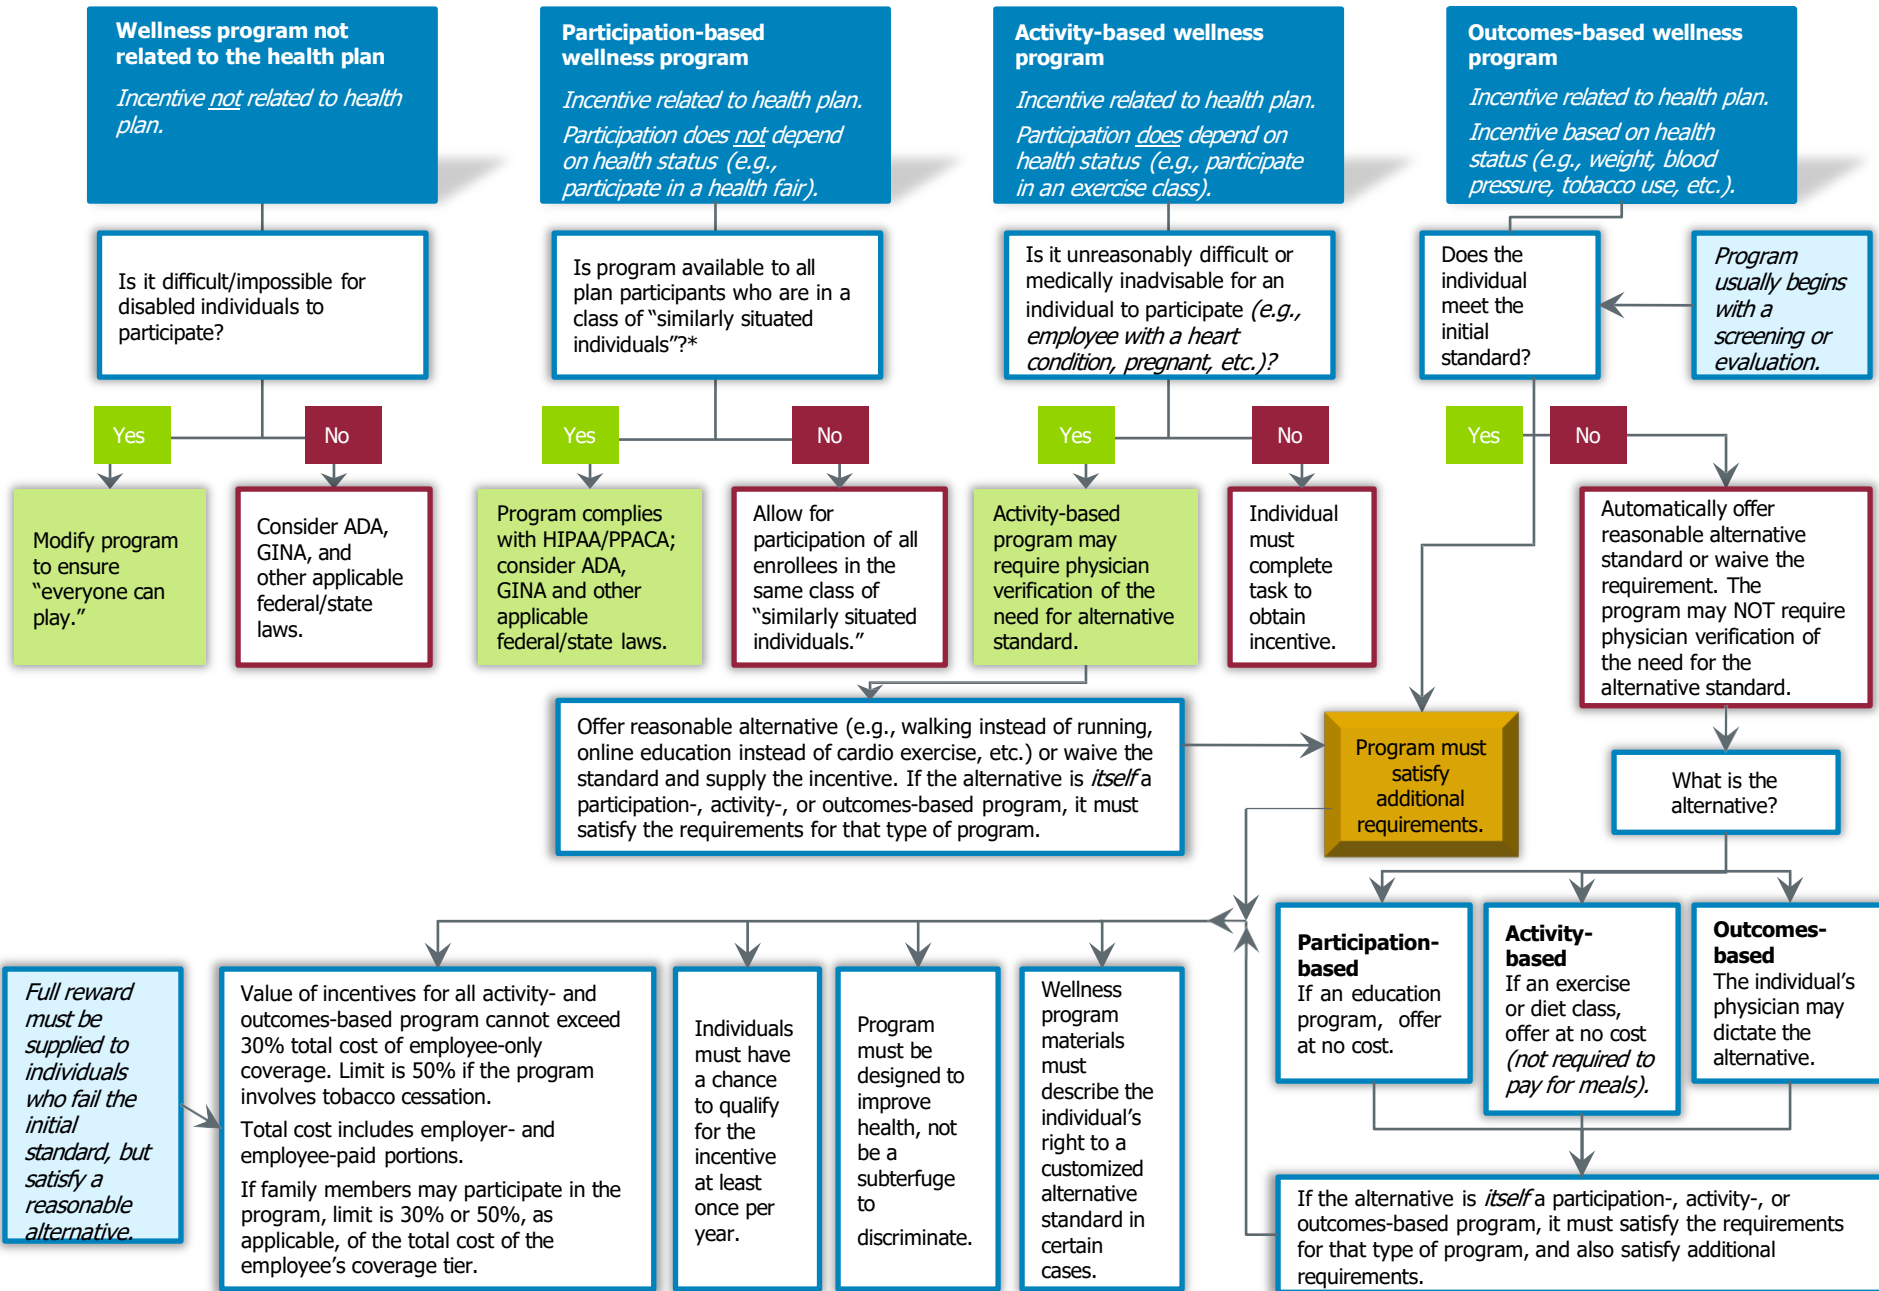 Wellness program not
related to the health plan
Incentive not related to health
plan.
Participation-based
wellness program
Incentive related to health plan.
Participation does not depend
on health status (e.g.,
participate in a health fair).
Activity-based wellness
program
Incentive related to health plan.
Participation does depend on
health status (e.g., participate
in an exercise class).
Outcomes-based wellness
program
Incentive related to health plan.
Incentive based on health
status (e.g., weight, blood
pressure, tobacco use, etc.).
Is it difficult/impossible for
disabled individuals to
participate?
Is program available to all
plan participants who are in a
class of “similarly situated
individuals”?*
Is it unreasonably difficult or
medically inadvisable for an
individual to participate (e.g.,
employee with a heart
condition, pregnant, etc.)?
Does the
individual
meet the
initial
standard?
Program
usually begins
with a
screening or
evaluation.
Yes
No
Yes
No
Yes
No
Yes
No
Modify program
to ensure
“everyone can
play.”
Consider ADA,
GINA, and
other applicable
federal/state
laws.
Program complies
with HIPAA/PPACA;
consider ADA,
GINA and other
applicable
federal/state laws.
Allow for
participation of all
enrollees in the
same class of
“similarly situated
individuals.”
Activity-based
program may
require physician
verification of the
need for alternative
standard.
Individual
must
complete
task to
obtain
incentive.
Automatically offer
reasonable alternative
standard or waive the
requirement. The
program may NOT require
physician verification of
the need for the
alternative standard.
Offer reasonable alternative (e.g., walking instead of running,
online education instead of cardio exercise, etc.) or waive the
standard and supply the incentive. If the alternative is itself a
participation-, activity-, or outcomes-based program, it must
satisfy the requirements for that type of program.
Program must
satisfy
additional
requirements.
What is the
alternative?
Participation-
based
If an education
program, offer
at no cost.
Activity-
based
If an exercise
or diet class,
offer at no cost
(not required to
pay for meals).
Outcomes-
based
The individual’s
physician may
dictate the
alternative.
Full reward
must be
supplied to
individuals
who fail the
initial
standard, but
satisfy a
reasonable
alternative.
Value of incentives for all activity- and
outcomes-based program cannot exceed
30% total cost of employee-only
coverage. Limit is 50% if the program
involves tobacco cessation.
Total cost includes employer- and
employee-paid portions.
If family members may participate in the
program, limit is 30% or 50%, as
applicable, of the total cost of the
employee’s coverage tier.
Individuals
must have
a chance
to qualify
for the
incentive
at least
once per
year.
Program
must be
designed to
improve
health, not
be a
subterfuge
to
discriminate.
Wellness
program
materials
must
describe the
individual’s
right to a
customized
alternative
standard in
certain
cases.
If the alternative is itself a participation-, activity-, or
outcomes-based program, it must satisfy the requirements
for that type of program, and also satisfy additional
requirements.